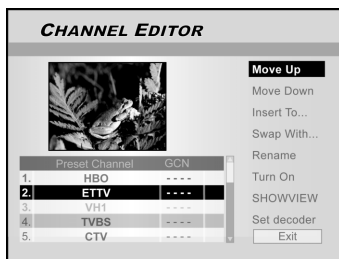 CHANNEL EDITOR
Preset Channel GCN
1. HBO ----
2. ETTV ----
3. VH1 ----
4. TVBS ----
5. CTV ----
Move Up
Move Down
Insert To...
Swap With...
Rename
Turn On
SHOWVIEW
Set decoder
Exit